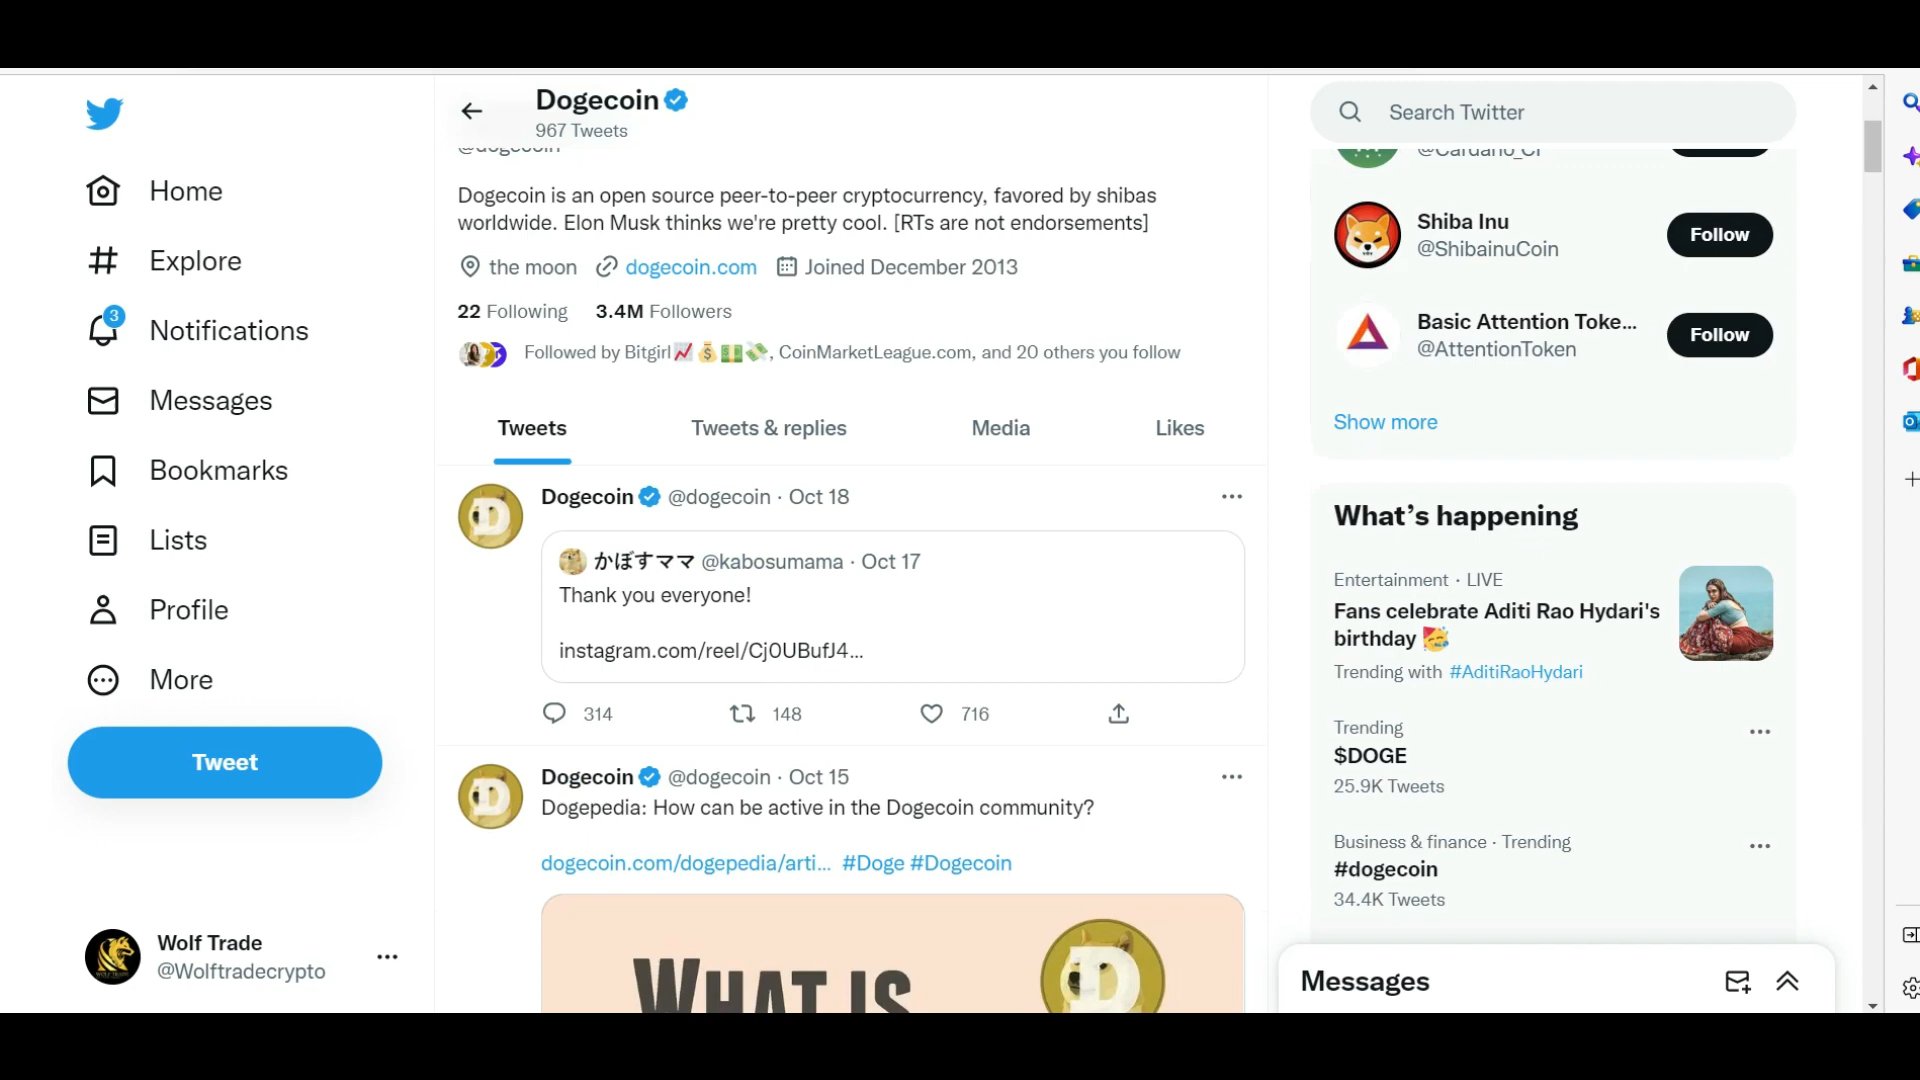 Home
Explore
3
Notifications
Messages
Bookmarks
Lists
Profile
More
Tweet
Wolf Trade
@Wolftradecrypto
Dogecoin
967 Tweets
@dogecoin
Dogecoin is an open source peer-to-peer cryptocurrency, favored by shibas
worldwide. Elon Musk thinks we're pretty cool. [RTs are not endorsements]
the moon dogecoin.com Joined December 2013
22 Following 3.4M Followers
Followed by Bitgirl📈💰💵💸, CoinMarketLeague.com, and 20 others you follow
Tweets Tweets & replies Media Likes
Dogecoin @dogecoin · Oct 18
かぼすママ @kabosumama · Oct 17
Thank you everyone!
instagram.com/reel/Cj0UBufJ4...
314 148 716
Dogecoin @dogecoin · Oct 15
Dogepedia: How can be active in the Dogecoin community?
dogecoin.com/dogepedia/arti... #Doge #Dogecoin
WHAT IS
Search Twitter
Shiba Inu
@ShibainuCoin
Follow
Basic Attention Toke...
@AttentionToken
Follow
Show more
What's happening
Entertainment · LIVE
Fans celebrate Aditi Rao Hydari's
birthday 🥳
Trending with #AditiRaoHydari
Trending
$DOGE
25.9K Tweets
Business & finance · Trending
#dogecoin
34.4K Tweets
Messages